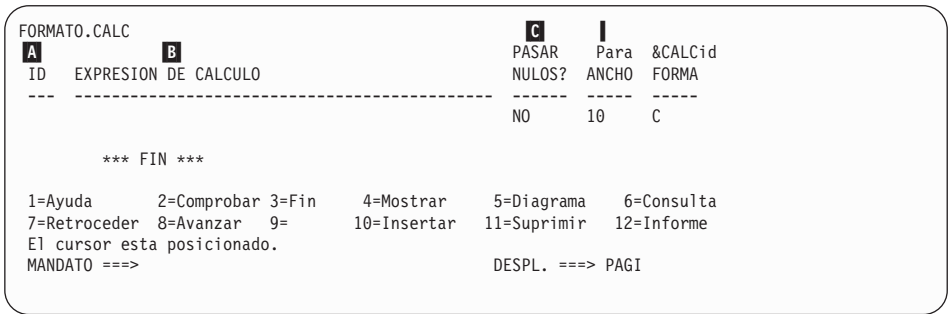 FORMATO.CALC C
A B PASAR Para &CALCid
ID EXPRESION DE CALCULO NULOS? ANCHO FORMA
--- ------------------------------------------- ------ ----- -----
NO 10 C
*** FIN ***
1=Ayuda 2=Comprobar 3=Fin 4=Mostrar 5=Diagrama 6=Consulta
7=Retroceder 8=Avanzar 9= 10=Insertar 11=Suprimir 12=Informe
El cursor esta posicionado.
MANDATO ===> DESPL. ===> PAGI